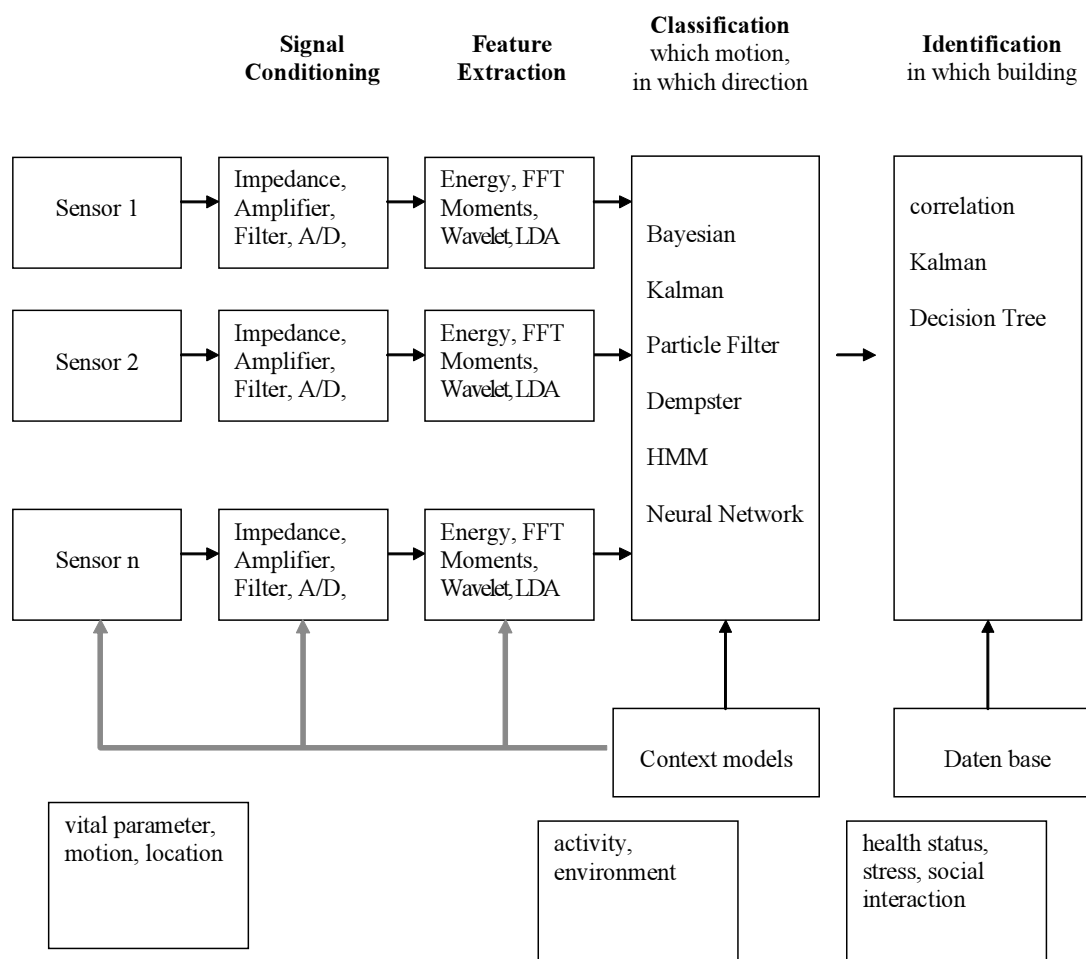 Signal
Conditioning
Feature
Extraction
Classification
which motion,
in which direction
Identification
in which building
Sensor 1
Impedance,
Amplifier,
Filter, A/D,
Energy, FFT
Moments,
Wavelet, LDA
Sensor 2
Impedance,
Amplifier,
Filter, A/D,
Energy, FFT
Moments,
Wavelet, LDA
Sensor n
Impedance,
Amplifier,
Filter, A/D,
Energy, FFT
Moments,
Wavelet, LDA
Bayesian
Kalman
Particle Filter
Dempster
HMM
Neural Network
correlation
Kalman
Decision Tree
Context models
Daten base
vital parameter,
motion, location
activity,
environment
health status,
stress, social
interaction